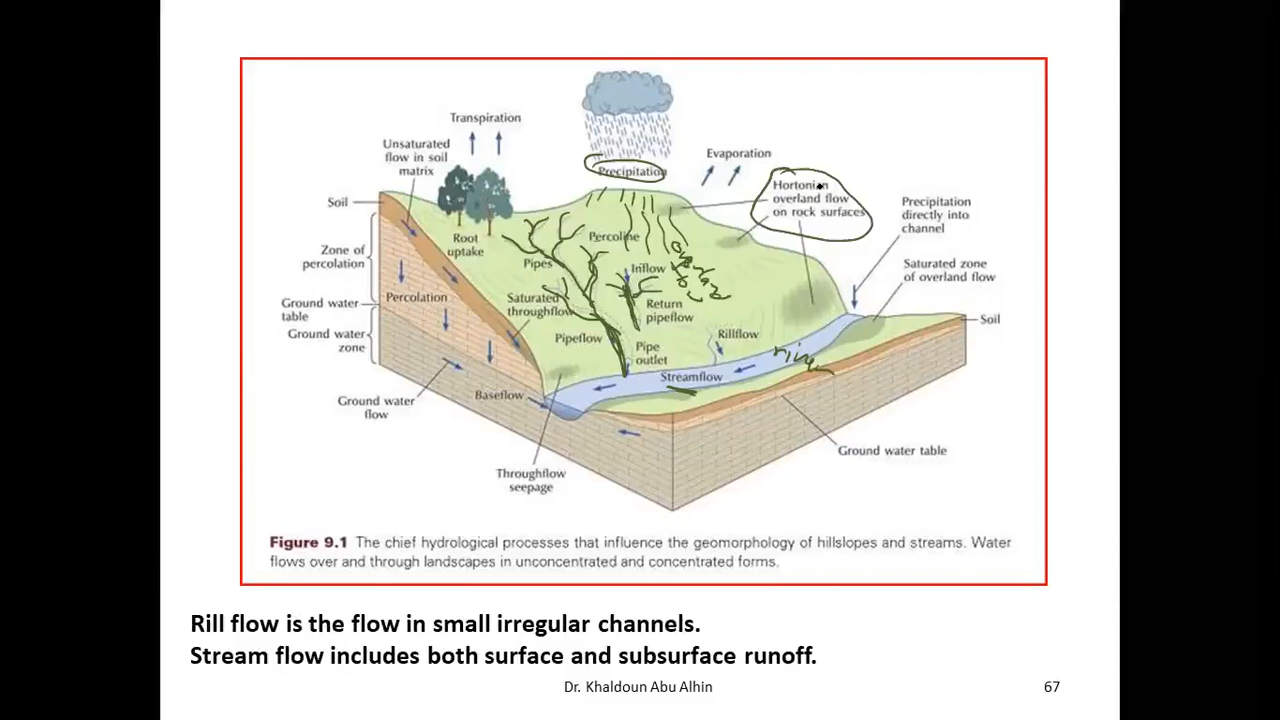 Transpiration
Unsaturated
flow in soil
matrix
Precipitation
Evaporation
Hortonian
overland flow
on rock surfaces
Precipitation
directly into
channel
Soil
Root
uptake
Percoline
Zone of
percolation
Pipes
Inflow
overland
Saturated zone
of overland flow
Percolation
Saturated
throughflow
Return
pipeflow
Ground water
table
Ground water
zone
Pipeflow
Pipe
outlet
Rillflow
Soil
river
Streamflow
Baseflow
Ground water
flow
Ground water table
Throughflow
seepage
Figure 9.1 The chief hydrological processes that influence the geomorphology of hillslopes and streams. Water
flows over and through landscapes in unconcentrated and concentrated forms.
Rill flow is the flow in small irregular channels.
Stream flow includes both surface and subsurface runoff.
Dr. Khaldoun Abu Alhin
67